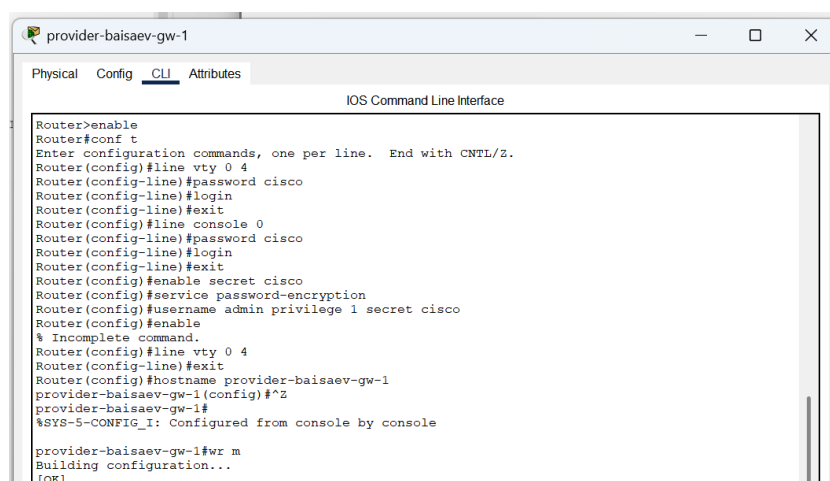 provider-baisaev-gw-1
Physical Config CLI Attributes
IOS Command Line Interface
Router>enable
Router#conf t
Enter configuration commands, one per line.  End with CNTL/Z.
Router(config)#line vty 0 4
Router(config-line)#password cisco
Router(config-line)#login
Router(config-line)#exit
Router(config)#line console 0
Router(config-line)#password cisco
Router(config-line)#login
Router(config-line)#exit
Router(config)#enable secret cisco
Router(config)#service password-encryption
Router(config)#username admin privilege 1 secret cisco
Router(config)#enable
% Incomplete command.
Router(config)#line vty 0 4
Router(config-line)#exit
Router(config)#hostname provider-baisaev-gw-1
provider-baisaev-gw-1(config)#^Z
provider-baisaev-gw-1#
%SYS-5-CONFIG_I: Configured from console by console
provider-baisaev-gw-1#wr m
Building configuration...
[OK]